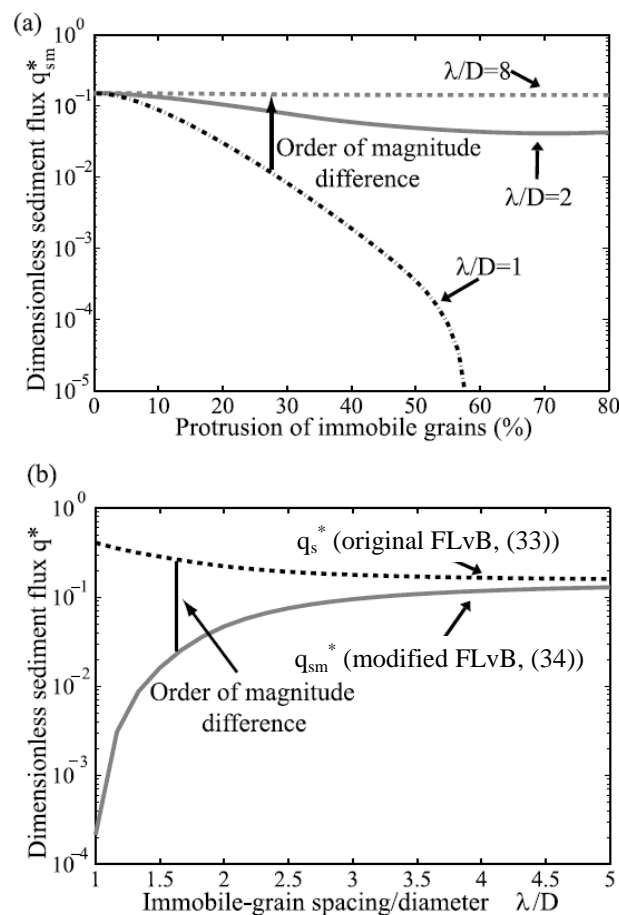 (a)
10^0
10^-1
10^-2
10^-3
10^-4
10^-5
Dimensionless sediment flux q*sm
λ/D=8
Order of magnitude
difference
λ/D=2
λ/D=1
0 10 20 30 40 50 60 70 80
Protrusion of immobile grains (%)
(b)
10^0
10^-1
10^-2
10^-3
10^-4
Dimensionless sediment flux q*
qs* (original FLvB, (33))
qsm* (modified FLvB, (34))
Order of magnitude
difference
1 1.5 2 2.5 3 3.5 4 4.5 5
Immobile-grain spacing/diameter λ/D